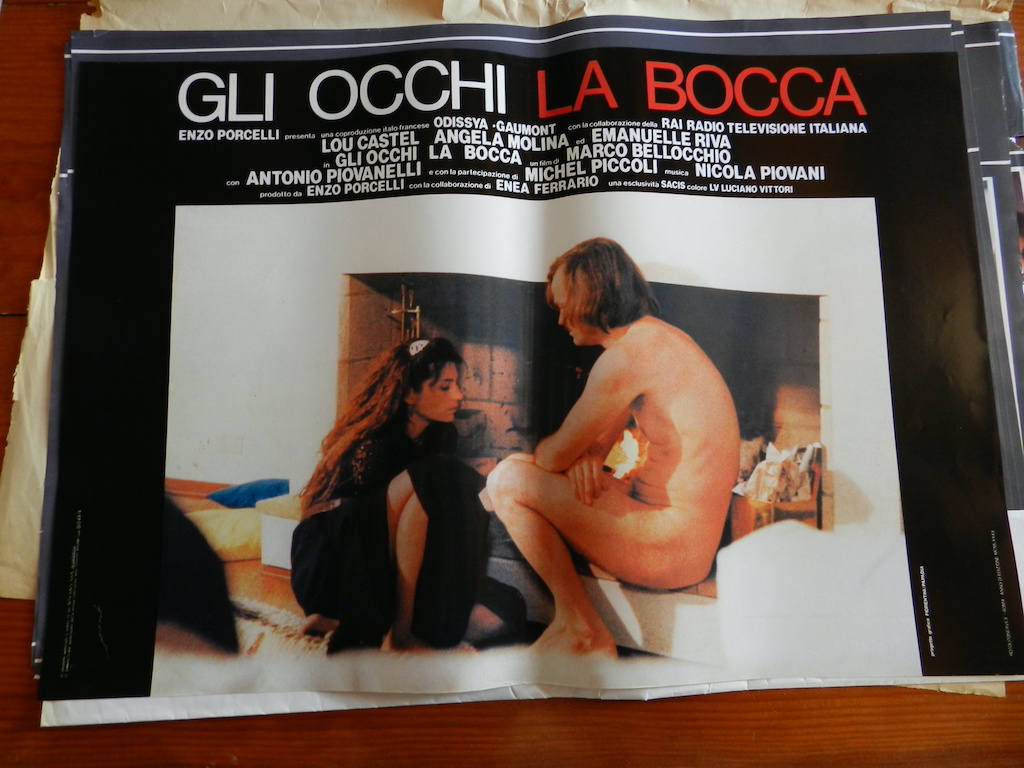 GLI OCCHI LA BOCCA
ENZO PORCELLI presenta una coproduzione italo-francese ODISSYA - GAUMONT con la collaborazione della RAI RADIO TELEVISIONE ITALIANA
LOU CASTEL ANGELA MOLINA ed EMANUELLE RIVA
in GLI OCCHI LA BOCCA un film di MARCO BELLOCCHIO
con ANTONIO PIOVANELLI e con la partecipazione di MICHEL PICCOLI musica NICOLA PIOVANI
prodotto da ENZO PORCELLI con la collaborazione di ENEA FERRARIO una esclusività SACIS colore LV LUCIANO VITTORI
progetto grafico